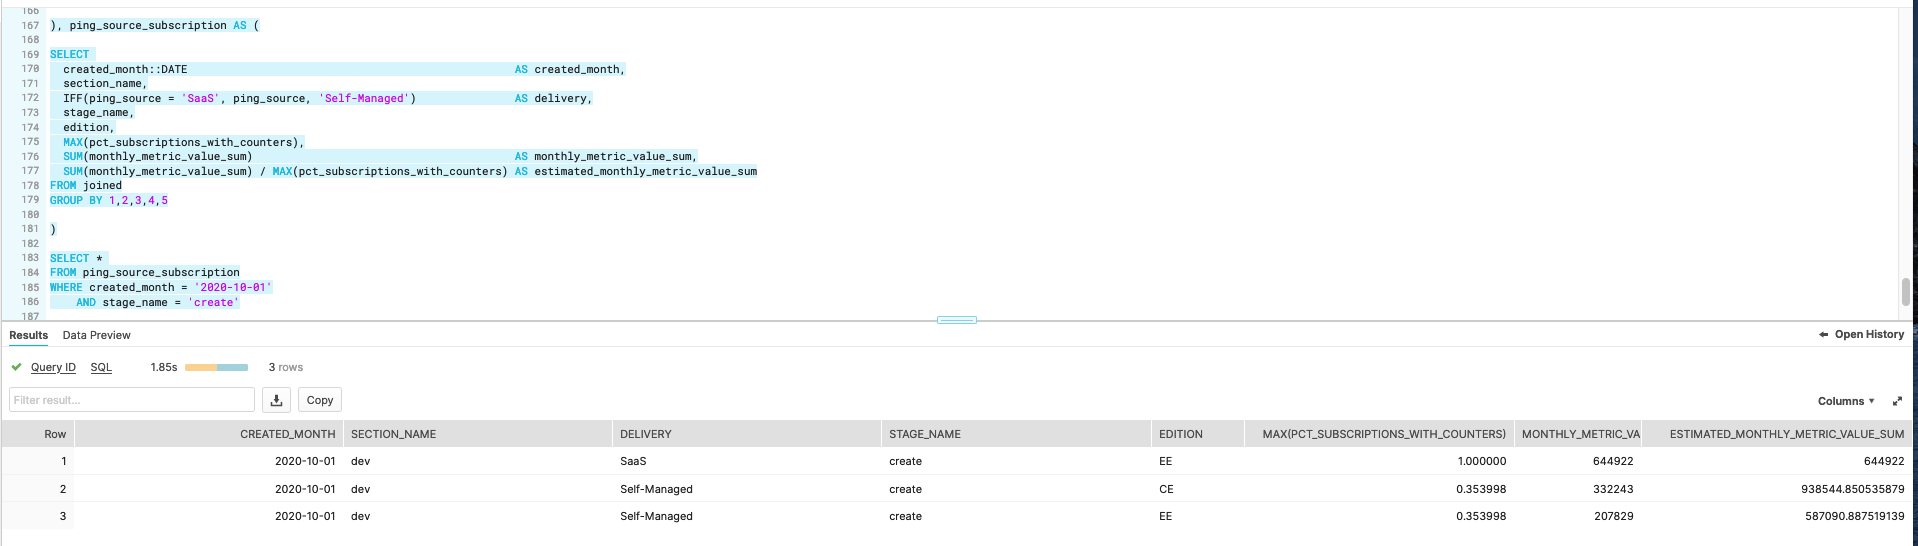 166
167 ), ping_source_subscription AS (
168
169 SELECT
170 created_month::DATE AS created_month,
171 section_name,
172 IFF(ping_source = 'SaaS', ping_source, 'Self-Managed') AS delivery,
173 stage_name,
174 edition,
175 MAX(pct_subscriptions_with_counters),
176 SUM(monthly_metric_value_sum) AS monthly_metric_value_sum,
177 SUM(monthly_metric_value_sum) / MAX(pct_subscriptions_with_counters) AS estimated_monthly_metric_value_sum
178 FROM joined
179 GROUP BY 1,2,3,4,5
180
181 )
182
183 SELECT *
184 FROM ping_source_subscription
185 WHERE created_month = '2020-10-01'
186 AND stage_name = 'create'
187
Results Data Preview Open History
Query ID SQL 1.85s 3 rows
Filter result... Copy Columns
Row CREATED_MONTH SECTION_NAME DELIVERY STAGE_NAME EDITION MAX(PCT_SUBSCRIPTIONS_WITH_COUNTERS) MONTHLY_METRIC_VA ESTIMATED_MONTHLY_METRIC_VALUE_SUM
1 2020-10-01 dev SaaS create EE 1.000000 644922 644922
2 2020-10-01 dev Self-Managed create CE 0.353998 332243 938544.850535879
3 2020-10-01 dev Self-Managed create EE 0.353998 207829 587090.887519139